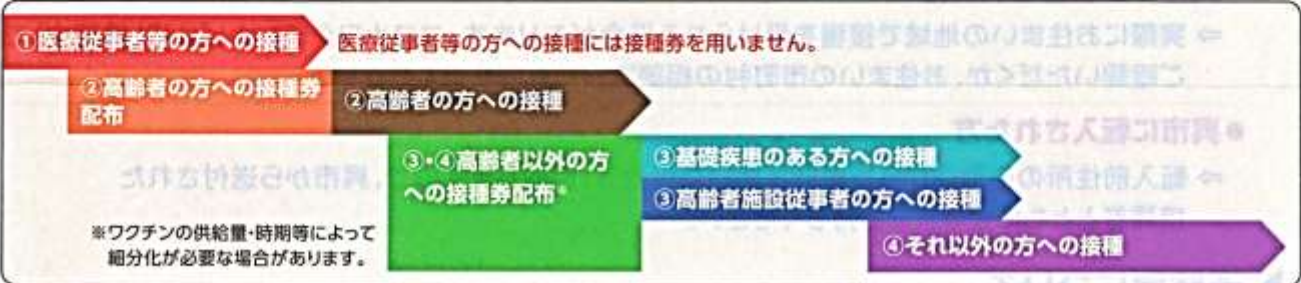 ①医療従事者等の方への接種
医療従事者等の方への接種には接種券を用いません。
②高齢者の方への接種券
配布
②高齢者の方への接種
③・④高齢者以外の方
への接種券配布※
③基礎疾患のある方への接種
③高齢者施設従事者の方への接種
④それ以外の方への接種
※ワクチンの供給量・時期等によって
細分化が必要な場合があります。